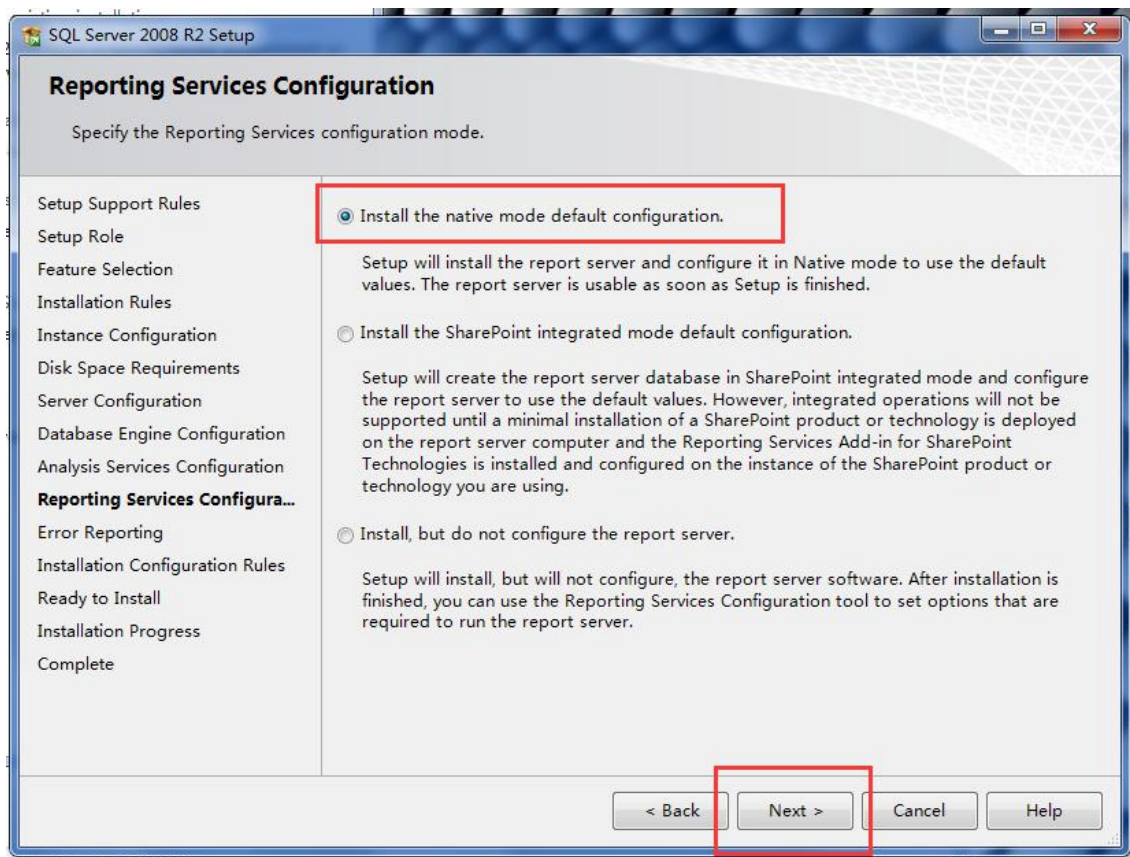 SQL Server 2008 R2 Setup
Reporting Services Configuration
Specify the Reporting Services configuration mode.
Setup Support Rules
Setup Role
Feature Selection
Installation Rules
Instance Configuration
Disk Space Requirements
Server Configuration
Database Engine Configuration
Analysis Services Configuration
Reporting Services Configura...
Error Reporting
Installation Configuration Rules
Ready to Install
Installation Progress
Complete
Install the native mode default configuration.
Setup will install the report server and configure it in Native mode to use the default
values. The report server is usable as soon as Setup is finished.
Install the SharePoint integrated mode default configuration.
Setup will create the report server database in SharePoint integrated mode and configure
the report server to use the default values. However, integrated operations will not be
supported until a minimal installation of a SharePoint product or technology is deployed
on the report server computer and the Reporting Services Add-in for SharePoint
Technologies is installed and configured on the instance of the SharePoint product or
technology you are using.
Install, but do not configure the report server.
Setup will install, but will not configure, the report server software. After installation is
finished, you can use the Reporting Services Configuration tool to set options that are
required to run the report server.
< Back
Next >
Cancel
Help